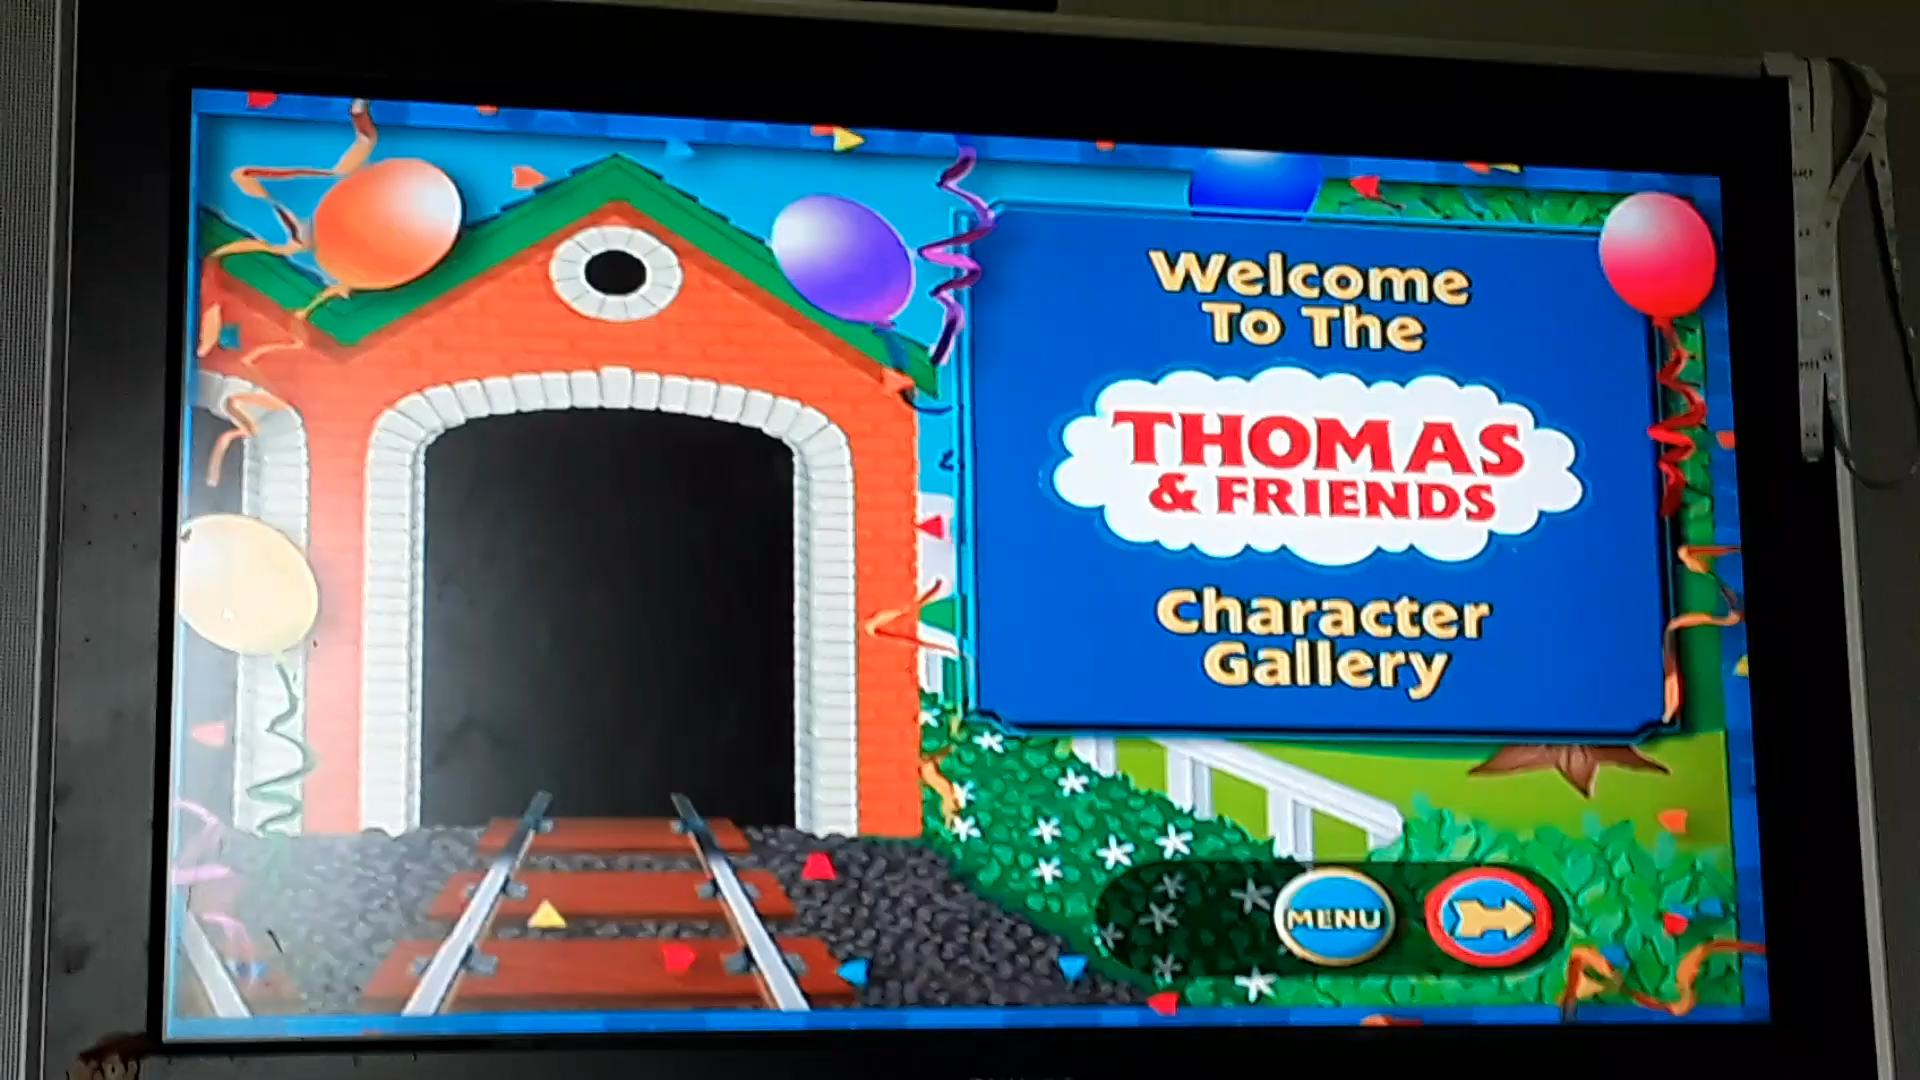 Welcome
To The
THOMAS
& FRIENDS
Character
Gallery
MENU